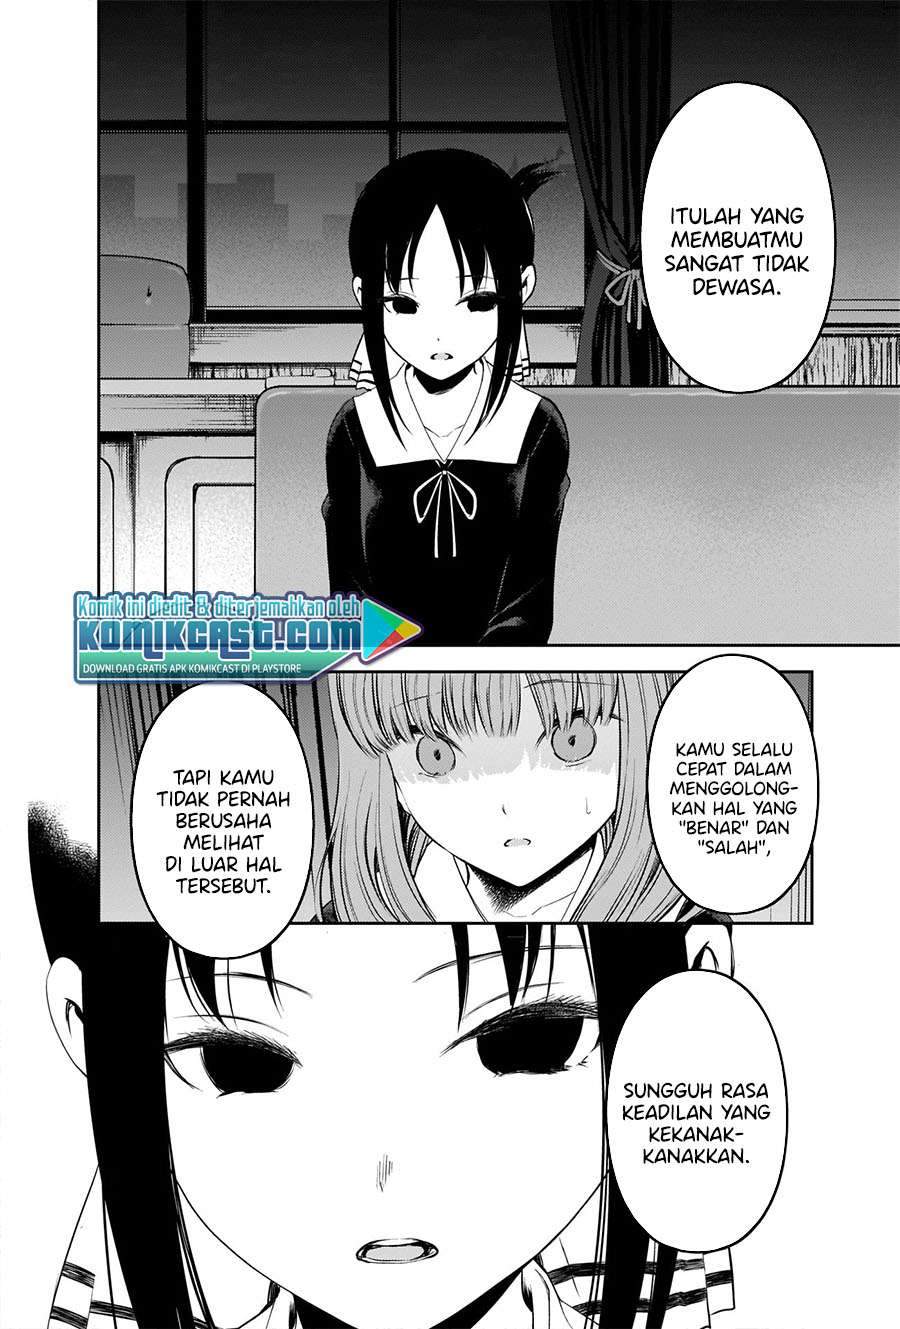 ITULAH YANG
MEMBUATMU
SANGAT TIDAK
DEWASA.
Komik ini diedit & diterjemahkan oleh
KOMIKCAST.COM
DOWNLOAD GRATIS APK KOMIKCAST DI PLAYSTORE
KAMU SELALU
CEPAT DALAM
MENGGOLONG-
KAN HAL YANG
"BENAR" DAN
"SALAH",
TAPI KAMU
TIDAK PERNAH
BERUSAHA
MELIHAT
DI LUAR HAL
TERSEBUT.
SUNGGUH RASA
KEADILAN YANG
KEKANAK-
KANAKKAN.